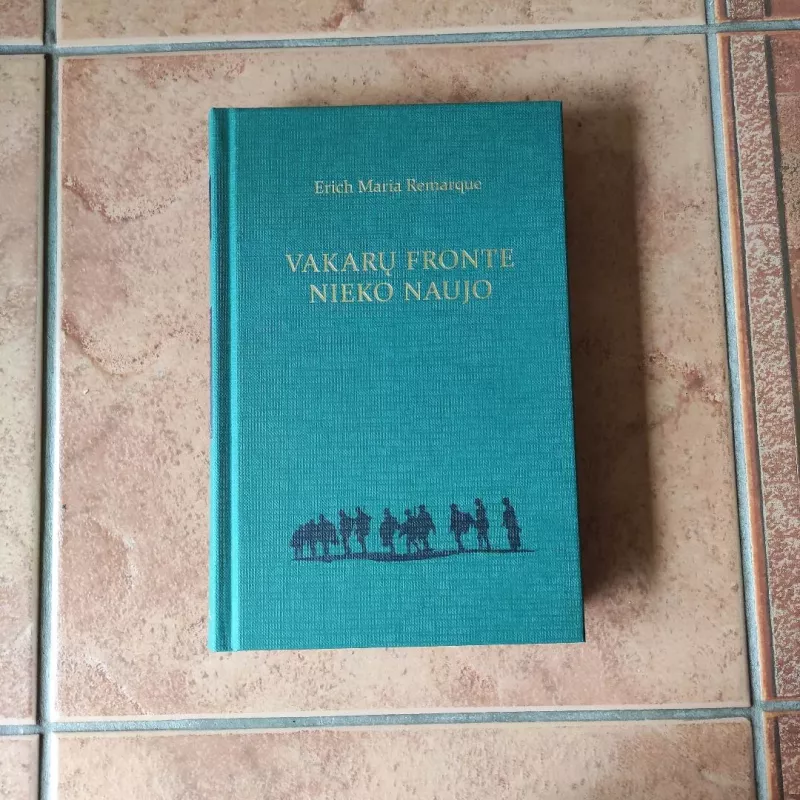 Erich Maria Remarque
VAKARŲ FRONTE
NIEKO NAUJO